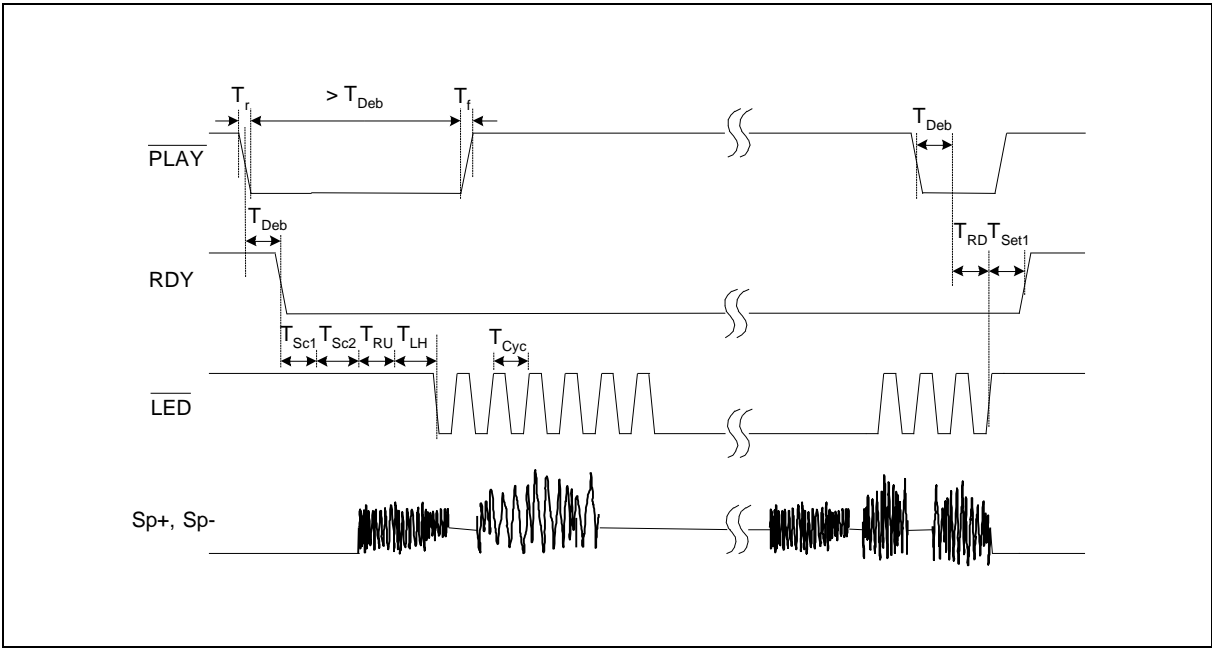 Tr > TDeb Tf
TDeb
PLAY
TDeb
TRD TSet1
RDY
TSc1 TSc2 TRU TLH TCyc
LED
Sp+, Sp-